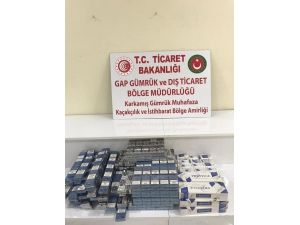 T.C. TİCARET
BAKANLIĞI
GAP GÜMRÜK ve DIŞ TİCARET
BÖLGE MÜDÜRLÜĞÜ
Karkamış Gümrük Muhafaza
Kaçakçılık ve İstihbarat Bölge Amirliği